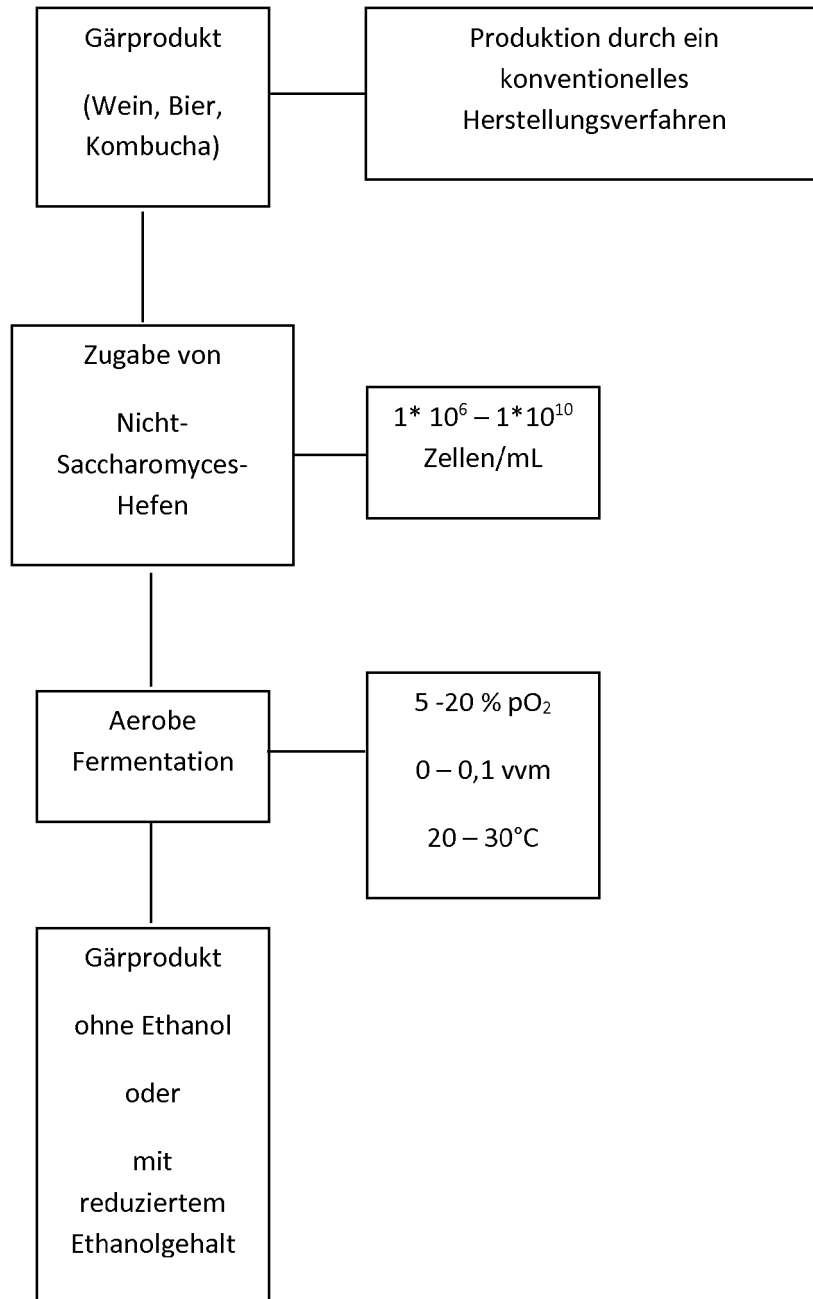 Gärprodukt
(Wein, Bier,
Kombucha)
Produktion durch ein
konventionelles
Herstellungsverfahren
Zugabe von
Nicht-
Saccharomyces-
Hefen
1* 10⁶ – 1*10¹⁰
Zellen/mL
Aerobe
Fermentation
5 -20 % pO₂
0 – 0,1 vvm
20 – 30°C
Gärprodukt
ohne Ethanol
oder
mit
reduziertem
Ethanolgehalt